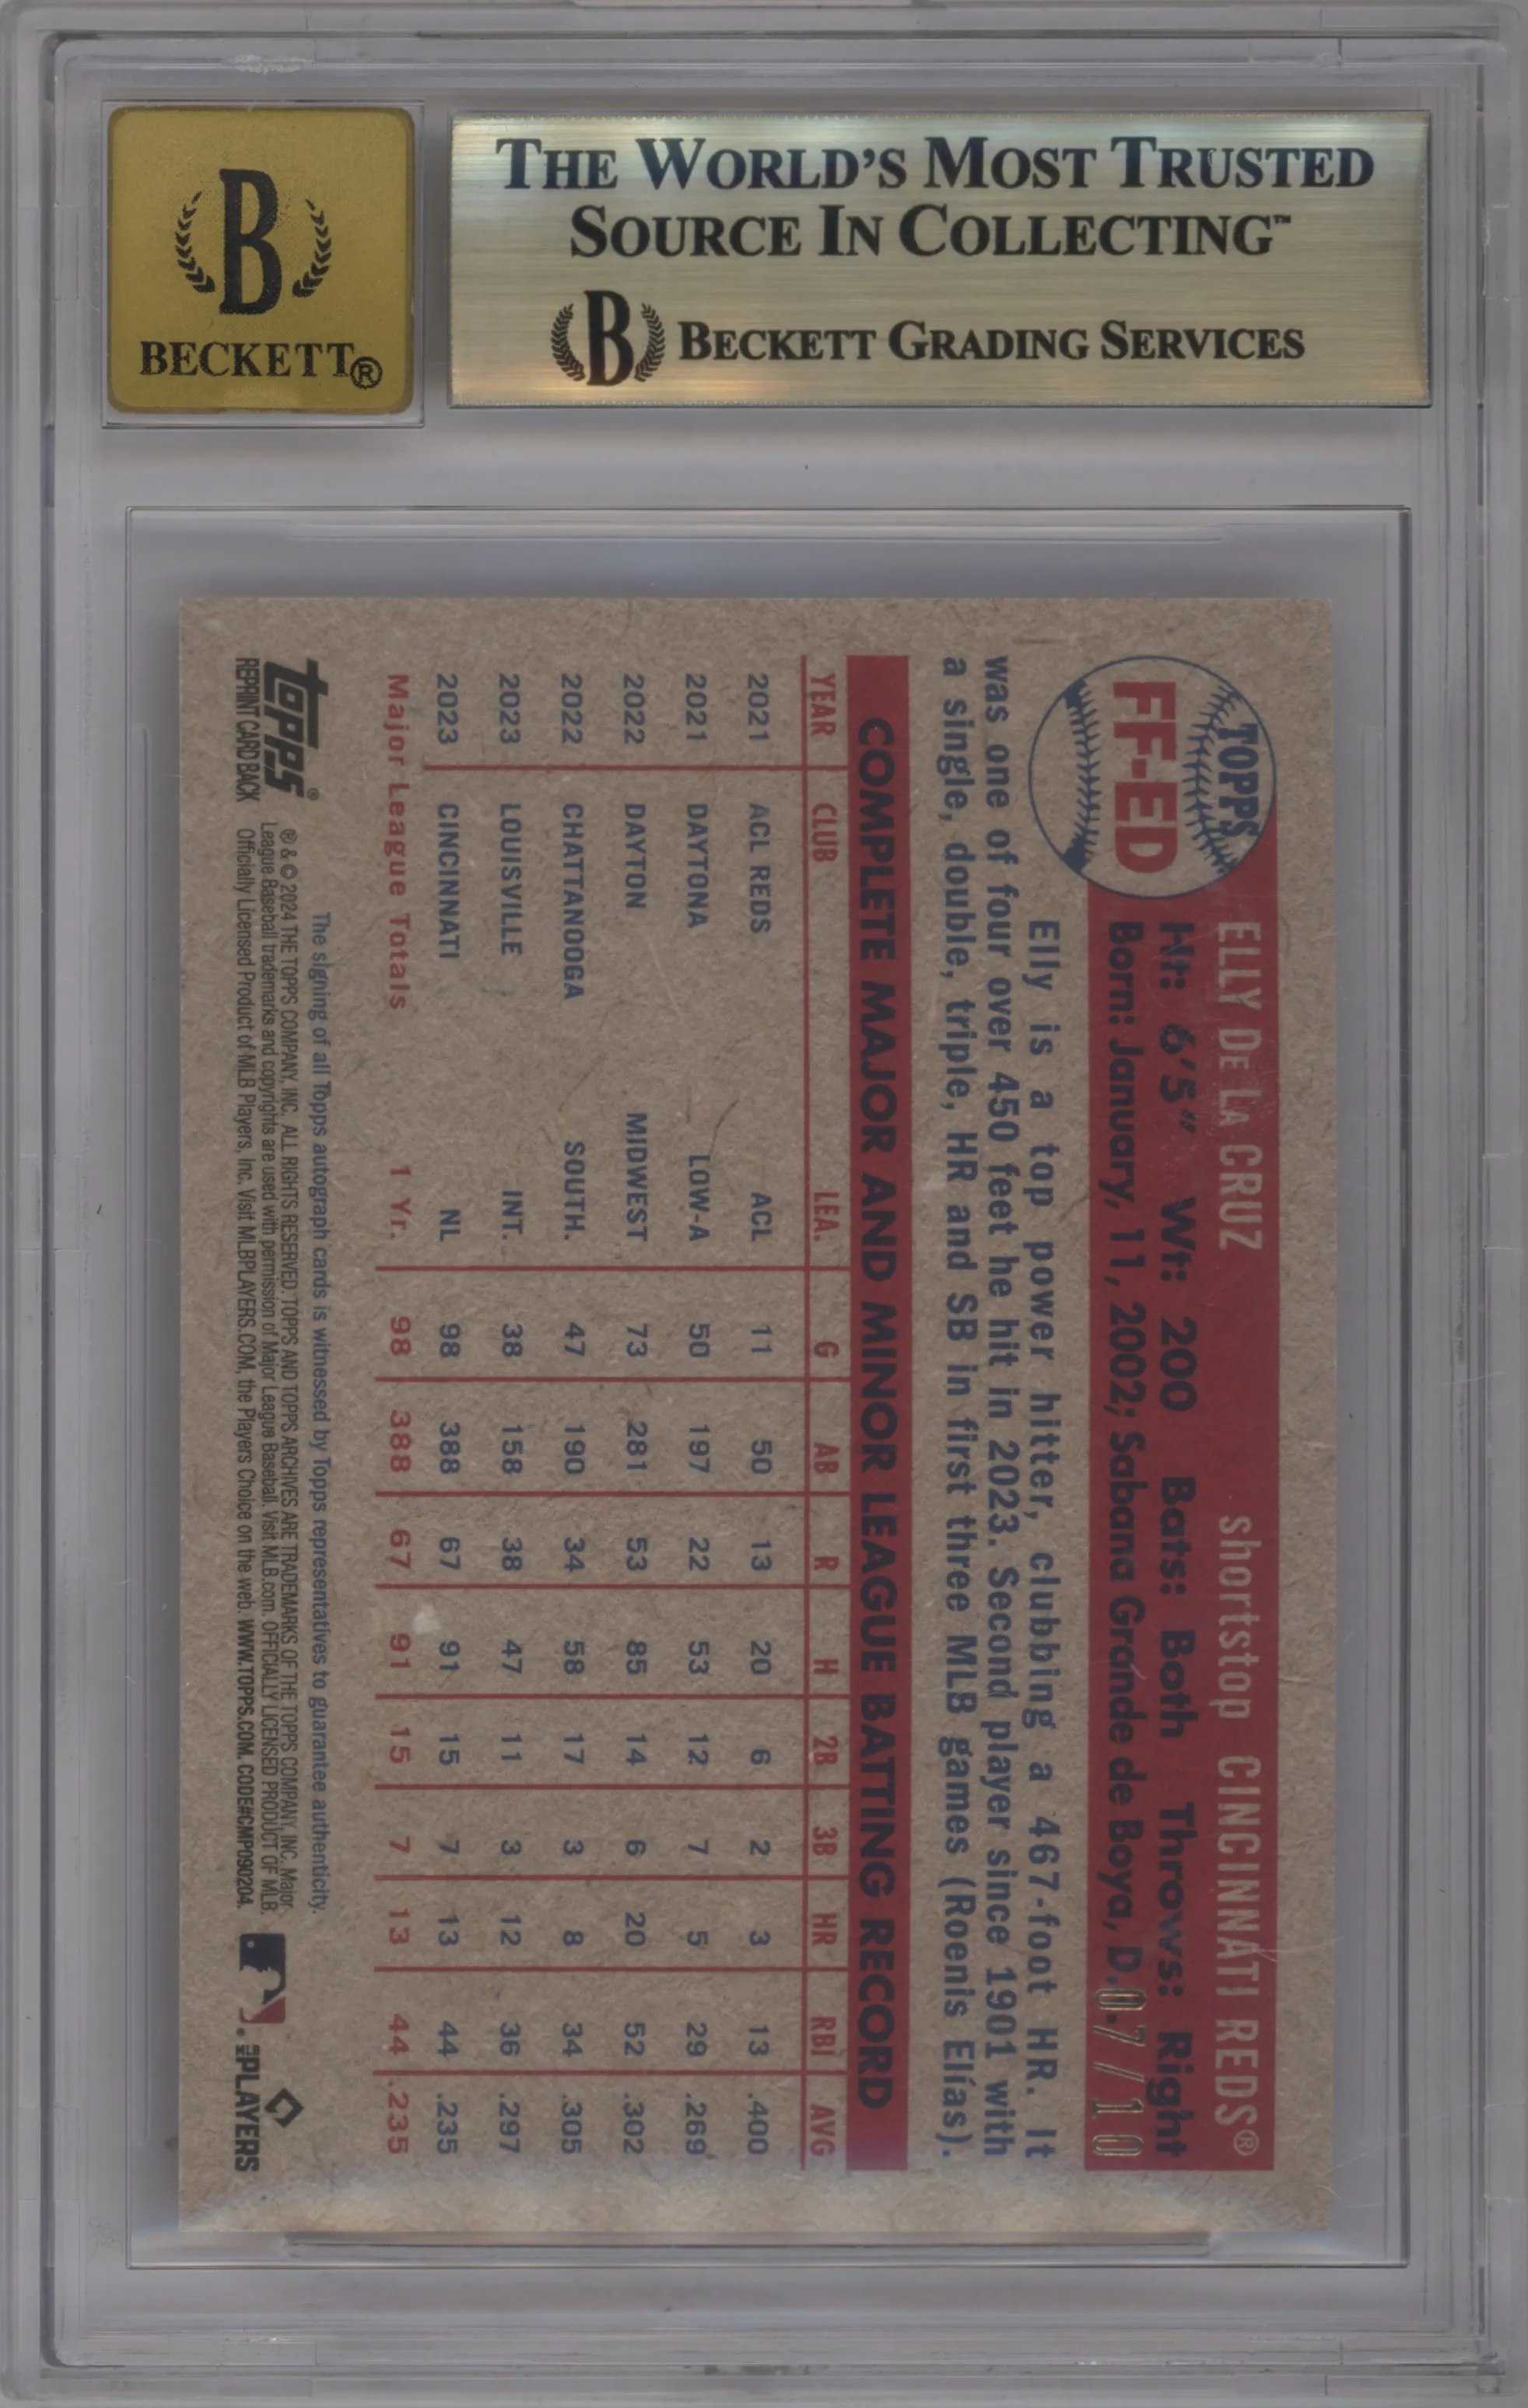 B
BECKETT®
THE WORLD'S MOST TRUSTED
SOURCE IN COLLECTING™
B BECKETT GRADING SERVICES
TOPPS
FF-ED
ELLY DE LA CRUZ shortstop CINCINNATI REDS®
Ht: 6'5" Wt: 200 Bats: Both Throws: Right
Born: January, 11, 2002; Sabana Grande de Boya, D.
07/10
Elly is a top power hitter, clubbing a 467-foot HR. It
was one of four over 450 feet he hit in 2023. Second player since 1901 with
a single, double, triple, HR and SB in first three MLB games (Roenis Elías).
COMPLETE MAJOR AND MINOR LEAGUE BATTING RECORD
YEAR CLUB LEA. G AB R H 2B 3B HR RBI AVG
2021 ACL REDS ACL 11 50 13 20 6 2 3 13 .400
2021 DAYTONA LOW-A 50 197 22 53 12 7 5 29 .269
2022 DAYTON MIDWEST 73 281 53 85 14 6 20 52 .302
2022 CHATTANOOGA SOUTH. 47 190 34 58 17 3 8 34 .305
2023 LOUISVILLE INT. 38 158 38 47 11 3 12 36 .297
2023 CINCINNATI NL 98 388 67 91 15 7 13 44 .235
Major League Totals 1 Yr. 98 388 67 91 15 7 13 44 .235
The signing of all Topps autograph cards is witnessed by Topps representatives to guarantee authenticity.
topps®
REPRINT CARD BACK
® & © 2024 THE TOPPS COMPANY, INC. ALL RIGHTS RESERVED. TOPPS AND TOPPS ARCHIVES ARE TRADEMARKS OF THE TOPPS COMPANY, INC. Major
League Baseball trademarks and copyrights are used with permission of Major League Baseball. Visit MLB.com. OFFICIALLY LICENSED PRODUCT OF MLB
Officially Licensed Product of MLB Players, Inc. Visit MLBPLAYERS.COM, the Players Choice on the web. WWW.TOPPS.COM. CODE#CMP090204.
MLB PLAYERS